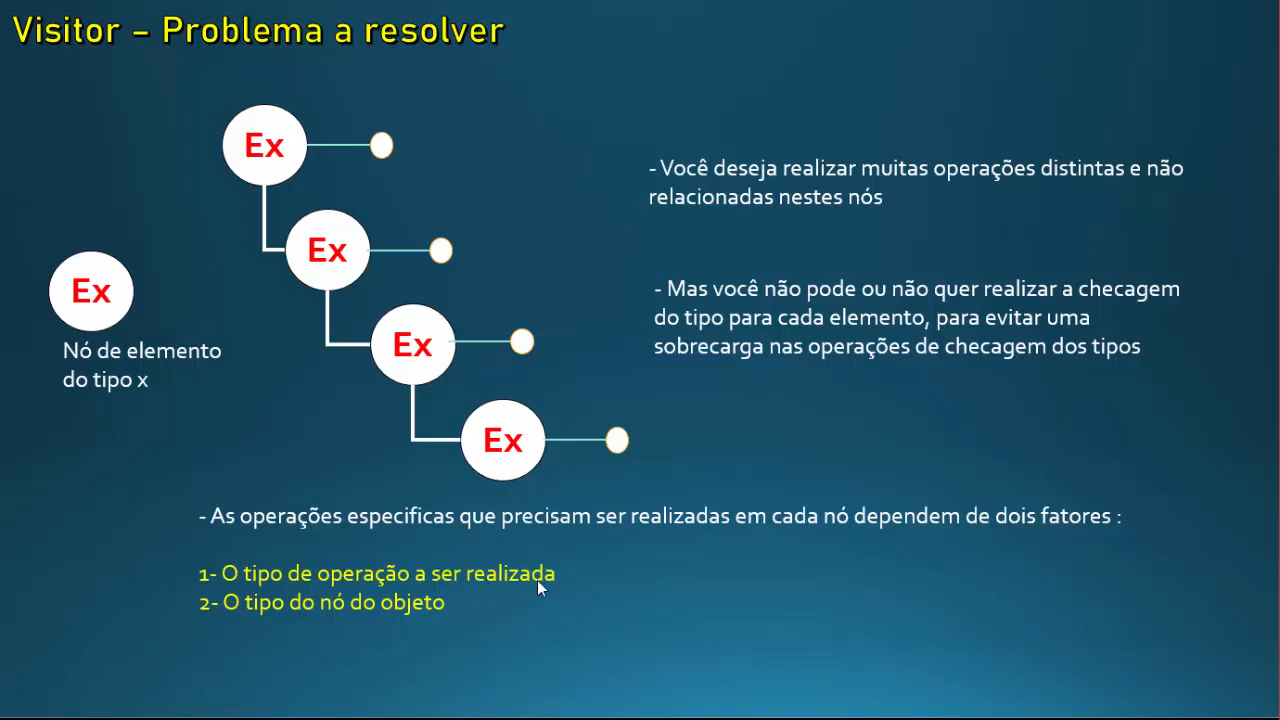 Visitor – Problema a resolver
Ex
Ex
Ex
Ex
Ex
Nó de elemento
do tipo x
- Você deseja realizar muitas operações distintas e não
relacionadas nestes nós
- Mas você não pode ou não quer realizar a checagem
do tipo para cada elemento, para evitar uma
sobrecarga nas operações de checagem dos tipos
- As operações especificas que precisam ser realizadas em cada nó dependem de dois fatores :
1- O tipo de operação a ser realizada
2- O tipo do nó do objeto